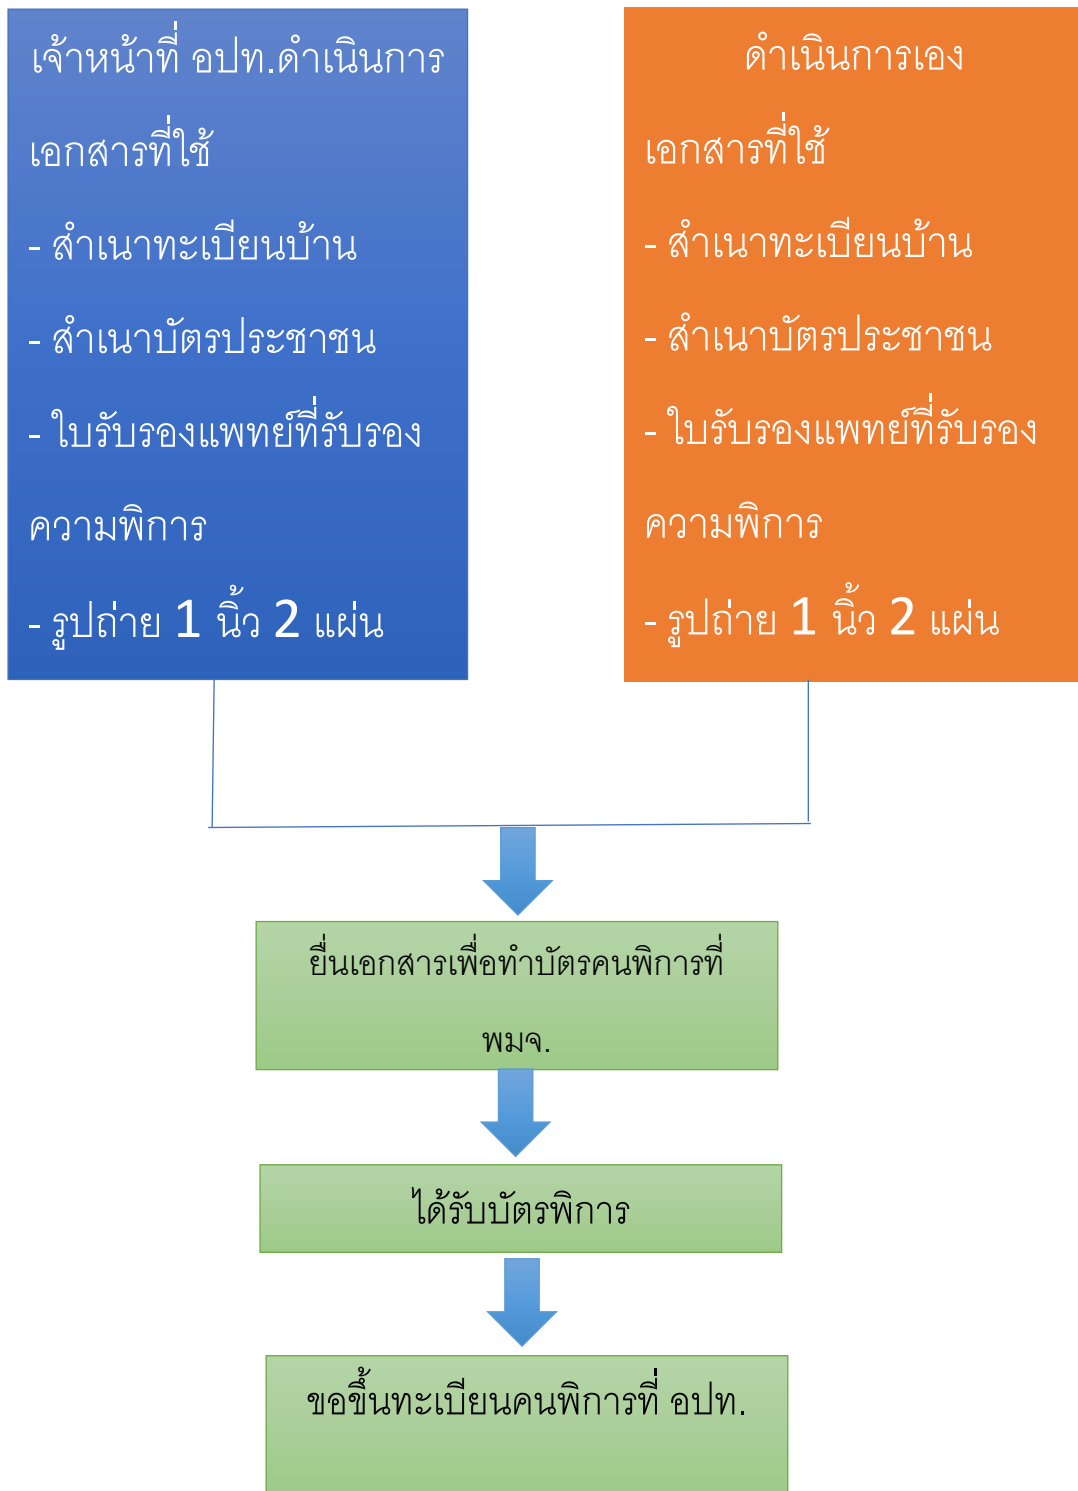 เจ้าหน้าที่ อปท.ดำเนินการ
เอกสารที่ใช้
- สำเนาทะเบียนบ้าน
- สำเนาบัตรประชาชน
- ใบรับรองแพทย์ที่รับรอง
ความพิการ
- รูปถ่าย 1 นิ้ว 2 แผ่น
ดำเนินการเอง
เอกสารที่ใช้
- สำเนาทะเบียนบ้าน
- สำเนาบัตรประชาชน
- ใบรับรองแพทย์ที่รับรอง
ความพิการ
- รูปถ่าย 1 นิ้ว 2 แผ่น
ยื่นเอกสารเพื่อทำบัตรคนพิการที่
พมจ.
ได้รับบัตรพิการ
ขอขึ้นทะเบียนคนพิการที่ อปท.